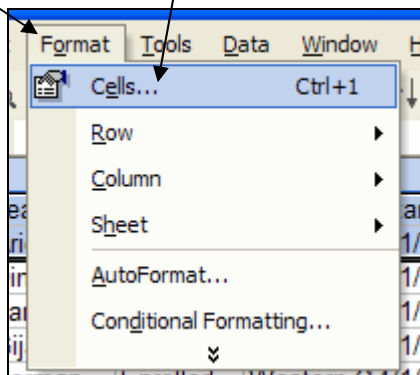 Format Tools Data Window H
Cells... Ctrl+1
Row
Column
Sheet
AutoFormat...
Conditional Formatting...